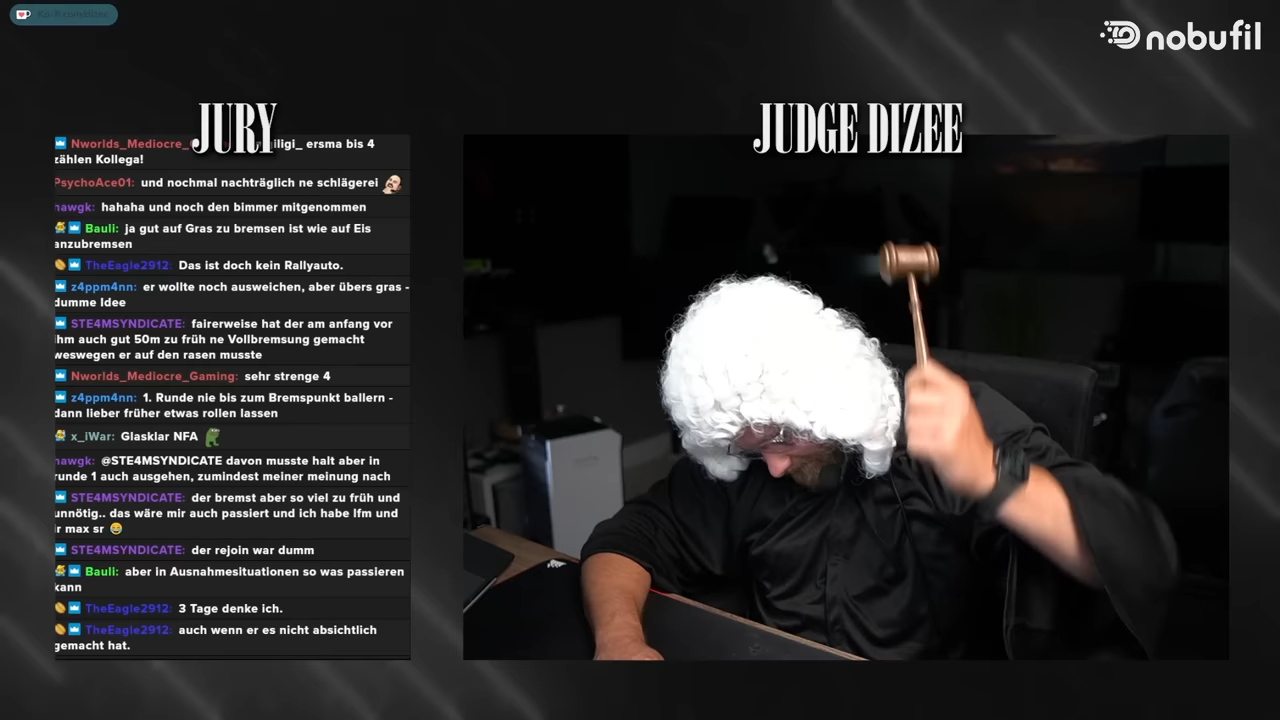 nobufil
JURY
JUDGE DIZEE
Nworlds_Mediocre_ ersma bis 4
zählen Kollega!
PsychoAce01: und nochmal nachträglich ne schlägerei
hawgk: hahaha und noch den bimmer mitgenommen
Bauli: ja gut auf Gras zu bremsen ist wie auf Eis
anzubremsen
TheEagle2912: Das ist doch kein Rallyauto.
z4ppm4nn: er wollte noch ausweichen, aber übers gras -
dumme Idee
STE4MSYNDICATE: fairerweise hat der am anfang vor
ihm auch gut 50m zu früh ne Vollbremsung gemacht
weswegen er auf den rasen musste
Nworlds_Mediocre_Gaming: sehr strenge 4
z4ppm4nn: 1. Runde nie bis zum Bremspunkt ballern -
dann lieber früher etwas rollen lassen
x_iWar: Glasklar NFA
hawgk: @STE4MSYNDICATE davon musste halt aber in
runde 1 auch ausgehen, zumindest meiner meinung nach
STE4MSYNDICATE: der bremst aber so viel zu früh und
unnötig.. das wäre mir auch passiert und ich habe lfm und
ir max sr
STE4MSYNDICATE: der rejoin war dumm
Bauli: aber in Ausnahmesituationen so was passieren
kann
TheEagle2912: 3 Tage denke ich.
TheEagle2912: auch wenn er es nicht absichtlich
gemacht hat.